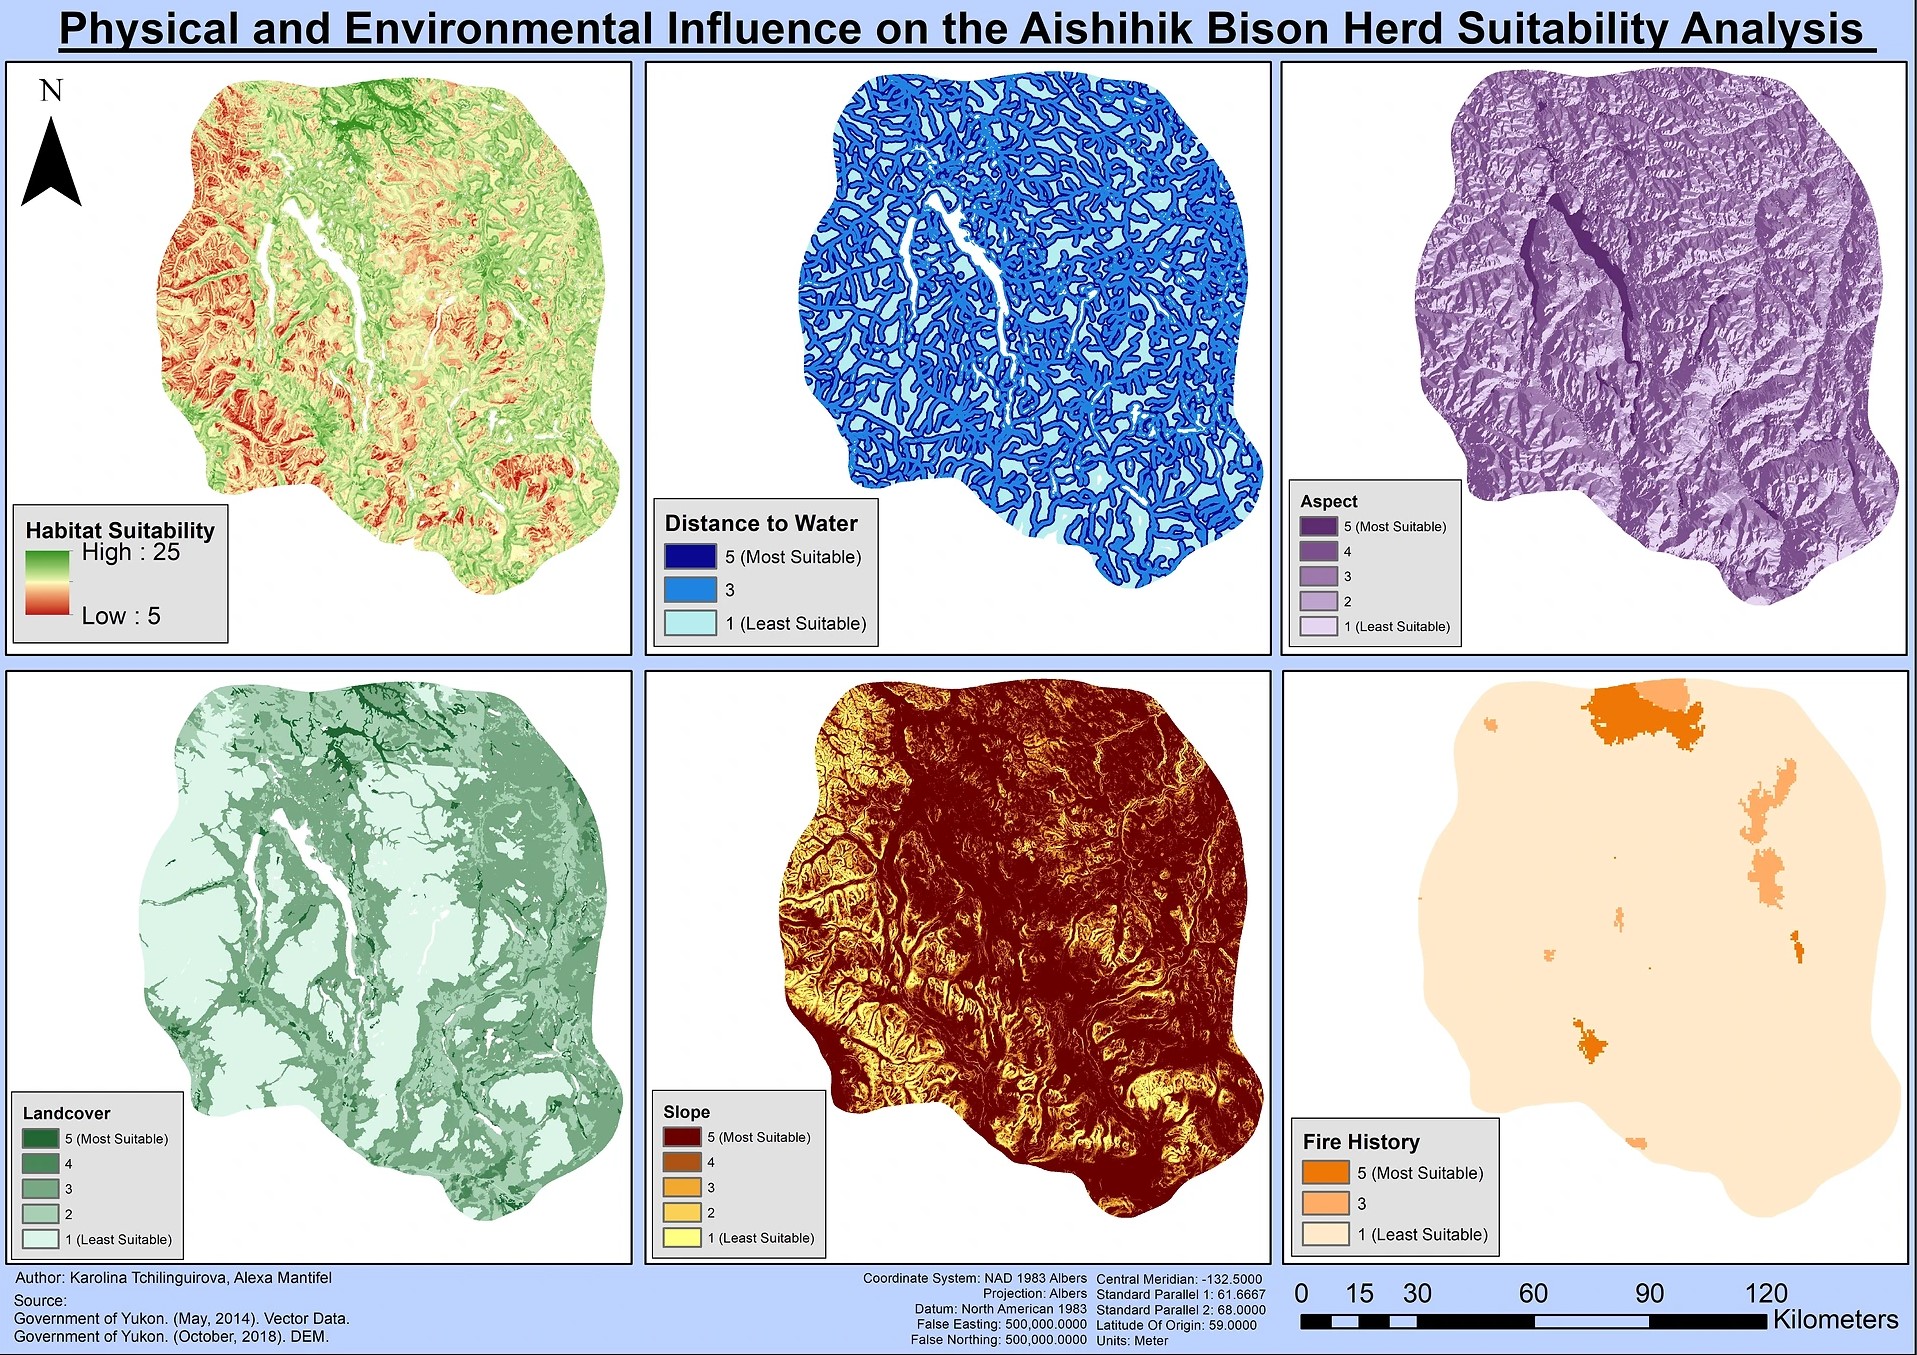 Physical and Environmental Influence on the Aishihik Bison Herd Suitability Analysis
N
Habitat Suitability
High : 25
Low : 5
Distance to Water
5 (Most Suitable)
3
1 (Least Suitable)
Aspect
5 (Most Suitable)
4
3
2
1 (Least Suitable)
Landcover
5 (Most Suitable)
4
3
2
1 (Least Suitable)
Slope
5 (Most Suitable)
4
3
2
1 (Least Suitable)
Fire History
5 (Most Suitable)
3
1 (Least Suitable)
Author: Karolina Tchilinguirova, Alexa Mantifel
Source:
Government of Yukon. (May, 2014). Vector Data.
Government of Yukon. (October, 2018). DEM.
Coordinate System: NAD 1983 Albers
Projection: Albers
Datum: North American 1983
False Easting: 500,000.0000
False Northing: 500,000.0000
Central Meridian: -132.5000
Standard Parallel 1: 61.6667
Standard Parallel 2: 68.0000
Latitude Of Origin: 59.0000
Units: Meter
0 15 30 60 90 120
Kilometers